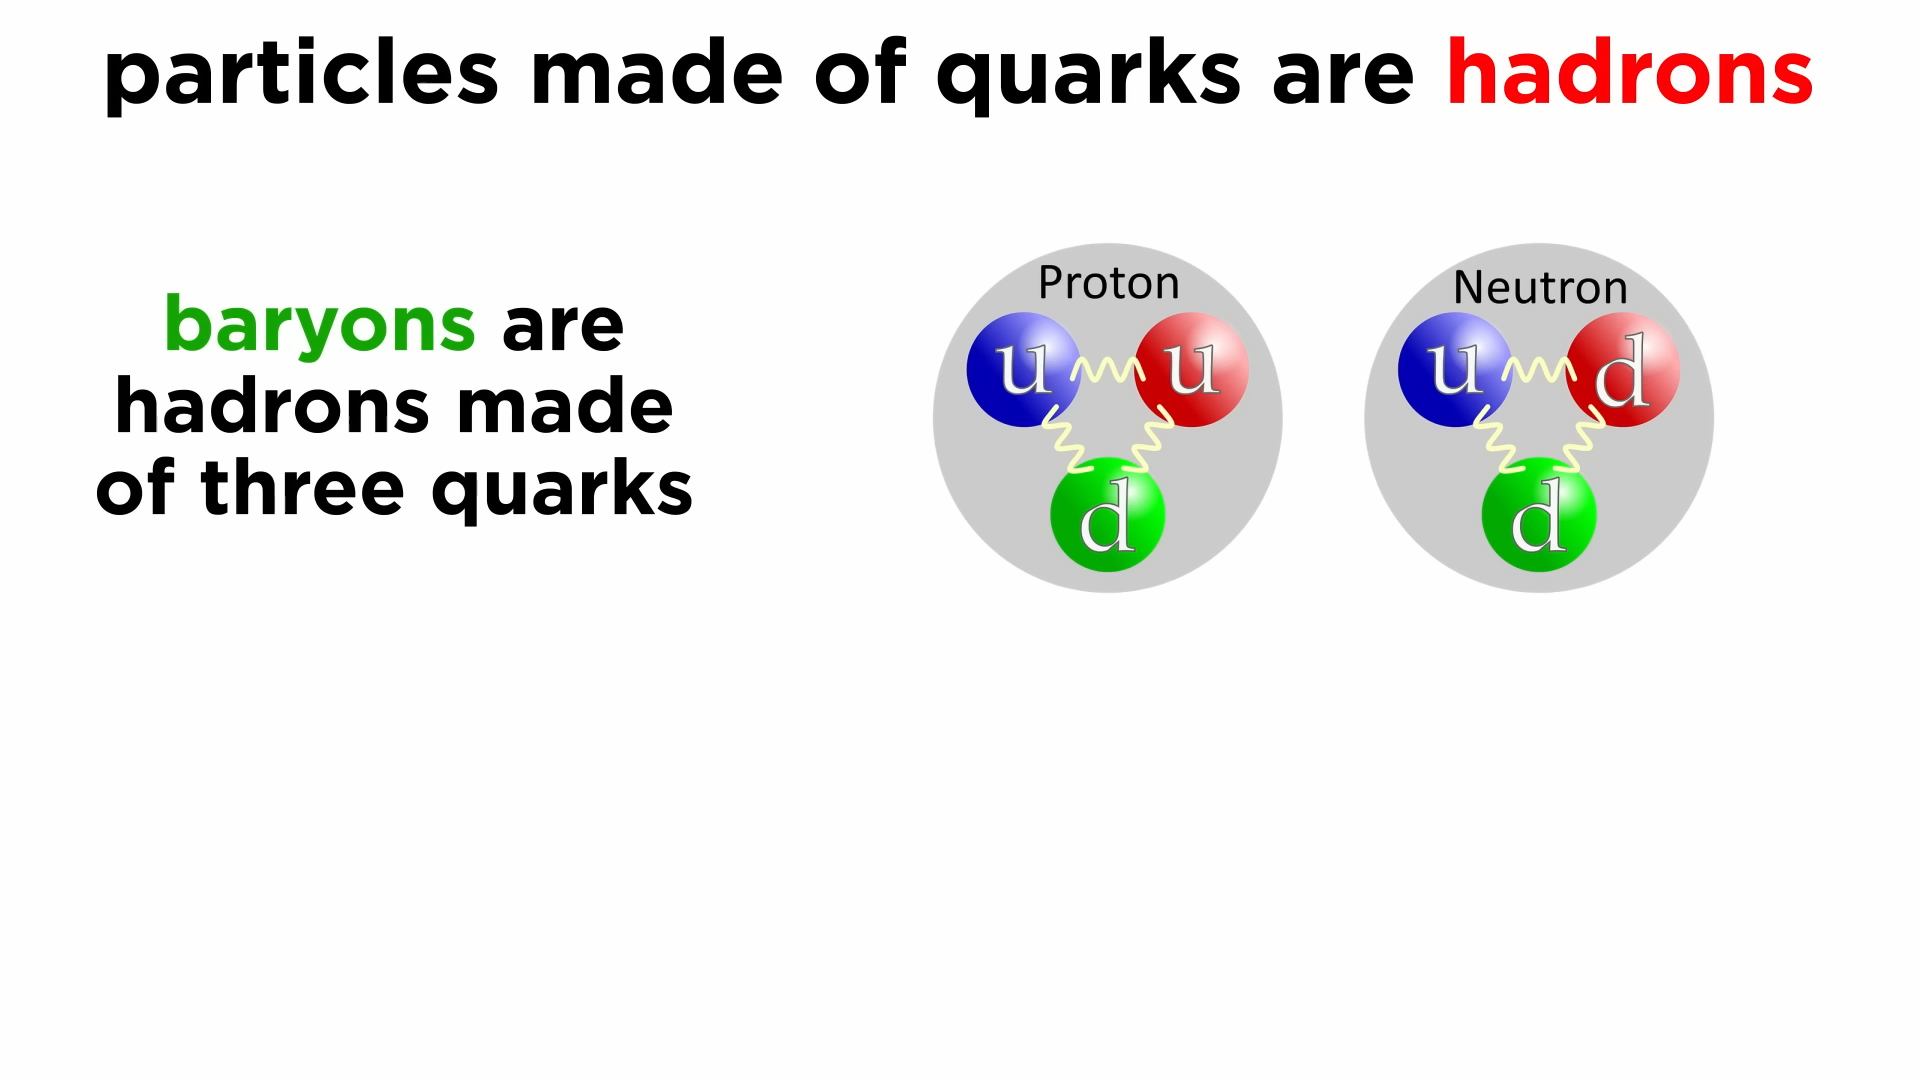 particles made of quarks are hadrons
baryons are
hadrons made
of three quarks
Proton
u u
d
Neutron
u d
d